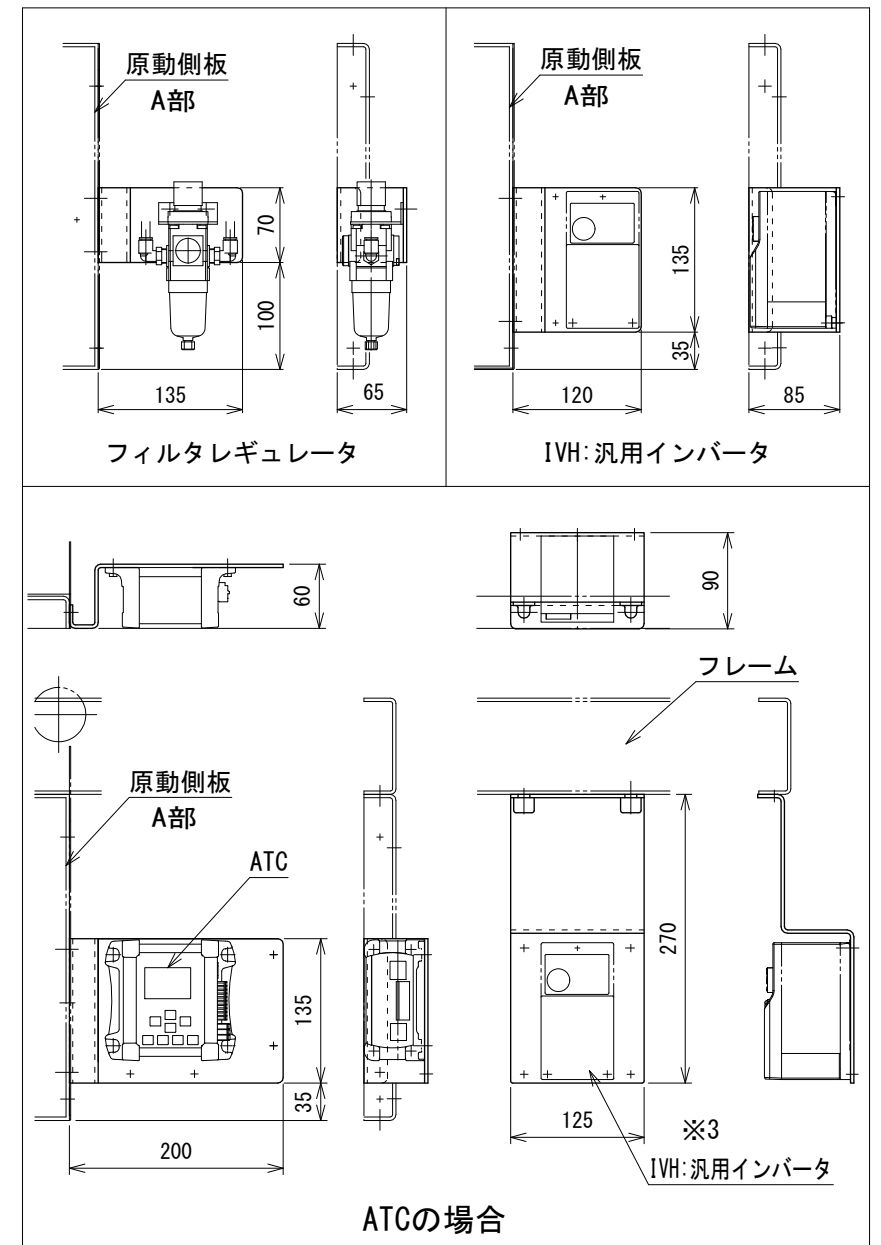 原動側板
A部
70
100
135
65
フィルタレギュレータ
原動側板
A部
135
35
120
85
IVH:汎用インバータ
60
90
フレーム
原動側板
A部
ATC
135
35
200
270
125
※3
IVH:汎用インバータ
ATCの場合